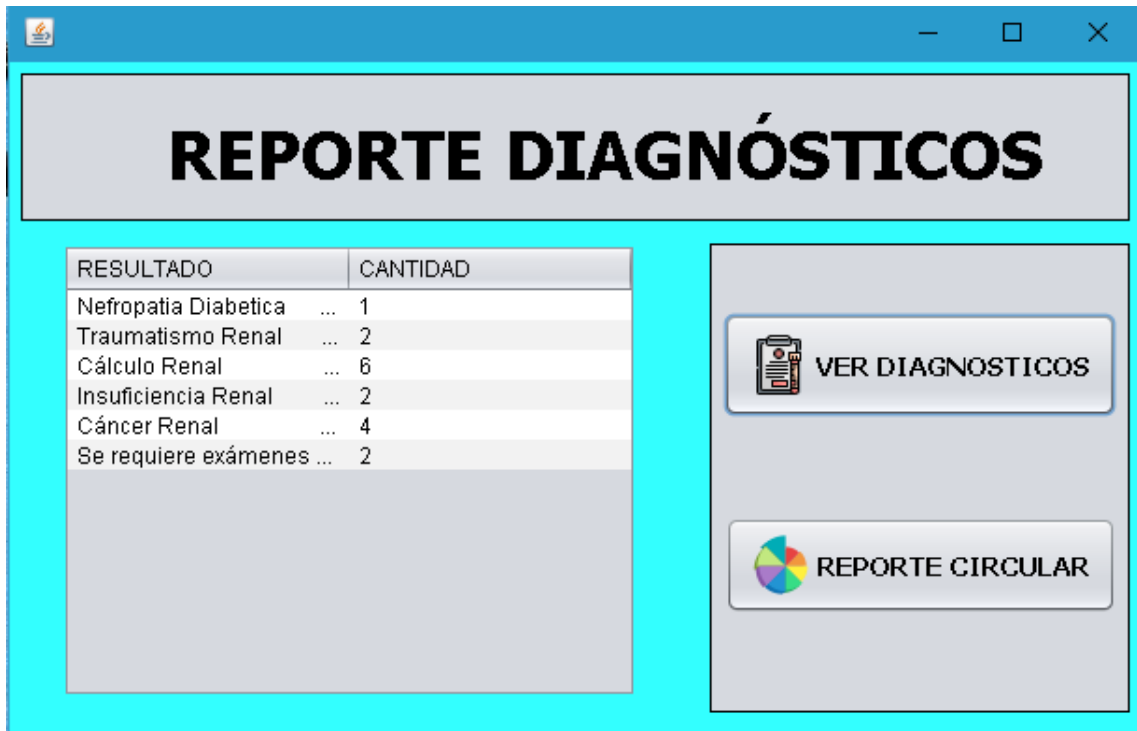 REPORTE DIAGNÓSTICOS
RESULTADO CANTIDAD
Nefropatia Diabetica ... 1
Traumatismo Renal ... 2
Cálculo Renal ... 6
Insuficiencia Renal ... 2
Cáncer Renal ... 4
Se requiere exámenes ... 2
VER DIAGNOSTICOS
REPORTE CIRCULAR